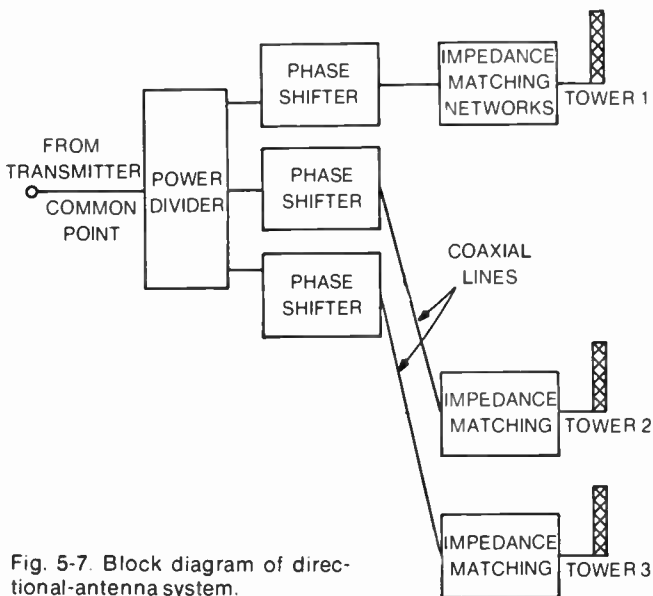 PHASE
SHIFTER
IMPEDANCE
MATCHING
NETWORKS
TOWER 1
FROM
TRANSMITTER
COMMON
POINT
POWER
DIVIDER
PHASE
SHIFTER
PHASE
SHIFTER
COAXIAL
LINES
IMPEDANCE
MATCHING
TOWER 2
IMPEDANCE
MATCHING
TOWER 3
Fig. 5-7. Block diagram of direc-
tional-antenna system.